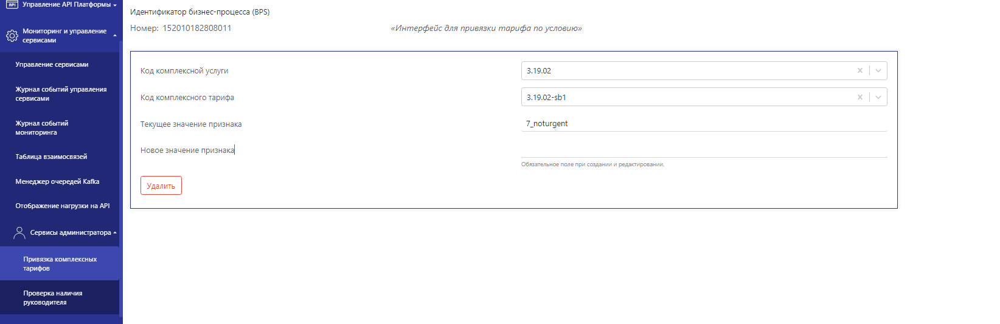 API
Управление API Платформы
Мониторинг и управление
сервисами
Управление сервисами
Журнал событий управления
сервисами
Журнал событий
мониторинга
Таблица взаимосвязей
Менеджер очередей Kafka
Отображение нагрузки на API
Сервисы администратора
Привязка комплексных
тарифов
Проверка наличия
руководителя
Идентификатор бизнес-процесса (BPS)
Номер: 152010182808011
«Интерфейс для привязки тарифа по условию»
Код комплексной услуги
3.19.02
Код комплексного тарифа
3.19.02-sb1
Текущее значение признака
7_noturgent
Новое значение признака
Обязательное поле при создании и редактировании.
Удалить